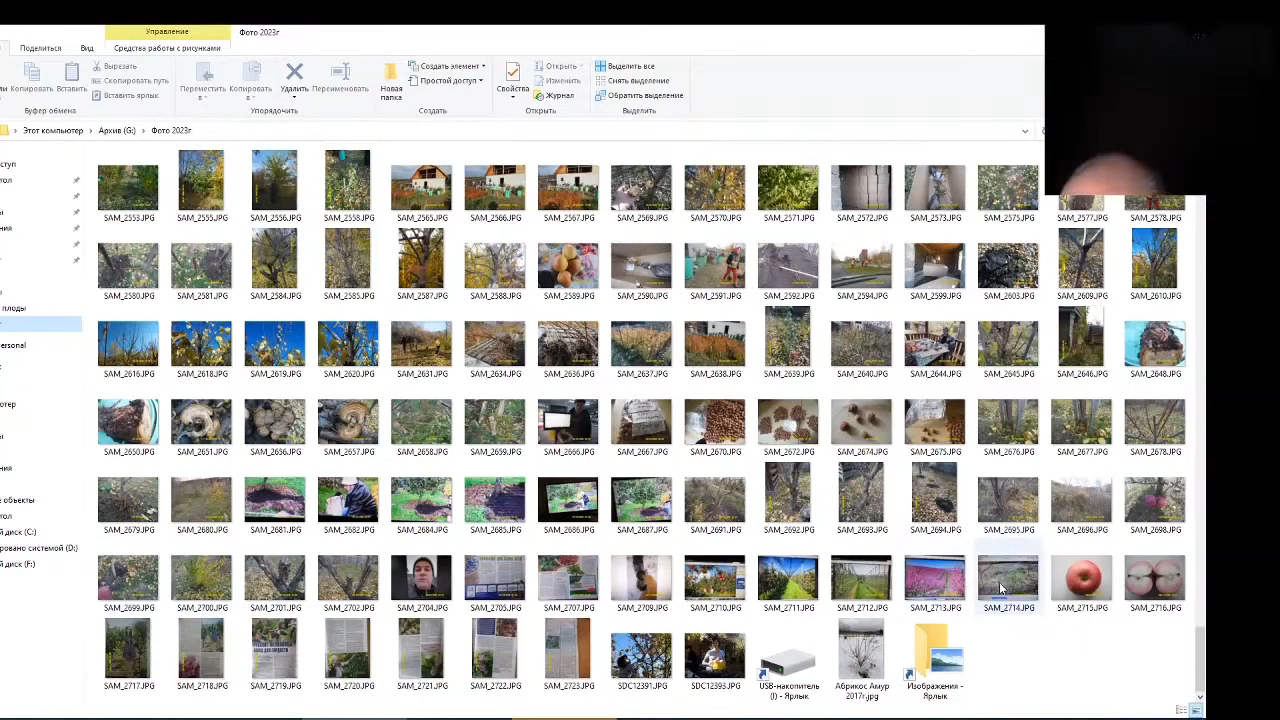 Управление Фото 2023г
Поделиться Вид Средства работы с рисунками
Вырезать
Скопировать путь
Вставить ярлык
Копировать Вставить
Буфер обмена
Переместить в Копировать в Удалить Переименовать
Упорядочить
Новая папка
Создать элемент
Простой доступ
Создать
Свойства
Открыть
Изменить
Журнал
Открыть
Выделить все
Снять выделение
Обратить выделение
Выделить
Этот компьютер > Архив (G:) > Фото 2023г
ступ
тол
ы
ния
плоды
ersonal
ютер
ния
е объекты
тол
й диск (C:)
ировано системой (D:)
й диск (F:)
SAM_2553.JPG SAM_2555.JPG SAM_2556.JPG SAM_2558.JPG SAM_2565.JPG SAM_2566.JPG SAM_2567.JPG SAM_2569.JPG SAM_2570.JPG SAM_2571.JPG SAM_2572.JPG SAM_2573.JPG SAM_2575.JPG SAM_2577.JPG SAM_2578.JPG
SAM_2580.JPG SAM_2581.JPG SAM_2584.JPG SAM_2585.JPG SAM_2587.JPG SAM_2588.JPG SAM_2589.JPG SAM_2590.JPG SAM_2591.JPG SAM_2592.JPG SAM_2594.JPG SAM_2599.JPG SAM_2603.JPG SAM_2609.JPG SAM_2610.JPG
SAM_2616.JPG SAM_2618.JPG SAM_2619.JPG SAM_2620.JPG SAM_2631.JPG SAM_2634.JPG SAM_2636.JPG SAM_2637.JPG SAM_2638.JPG SAM_2639.JPG SAM_2640.JPG SAM_2644.JPG SAM_2645.JPG SAM_2646.JPG SAM_2648.JPG
SAM_2650.JPG SAM_2651.JPG SAM_2656.JPG SAM_2657.JPG SAM_2658.JPG SAM_2659.JPG SAM_2666.JPG SAM_2667.JPG SAM_2670.JPG SAM_2672.JPG SAM_2674.JPG SAM_2675.JPG SAM_2676.JPG SAM_2677.JPG SAM_2678.JPG
SAM_2679.JPG SAM_2680.JPG SAM_2681.JPG SAM_2682.JPG SAM_2684.JPG SAM_2685.JPG SAM_2686.JPG SAM_2687.JPG SAM_2691.JPG SAM_2692.JPG SAM_2693.JPG SAM_2694.JPG SAM_2695.JPG SAM_2696.JPG SAM_2698.JPG
SAM_2699.JPG SAM_2700.JPG SAM_2701.JPG SAM_2702.JPG SAM_2704.JPG SAM_2705.JPG SAM_2707.JPG SAM_2709.JPG SAM_2710.JPG SAM_2711.JPG SAM_2712.JPG SAM_2713.JPG SAM_2714.JPG SAM_2715.JPG SAM_2716.JPG
SAM_2717.JPG SAM_2718.JPG SAM_2719.JPG SAM_2720.JPG SAM_2721.JPG SAM_2722.JPG SAM_2723.JPG SDC12391.JPG SDC12393.JPG USB-накопитель (I) - Ярлык Абрикос Амур 2017г.jpg Изображения - Ярлык